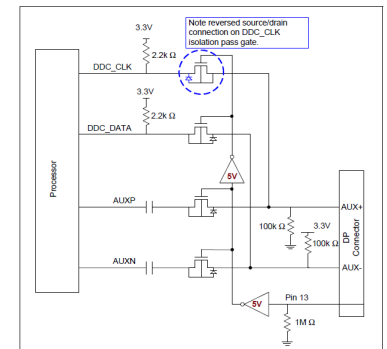 Note reversed source/drain
connection on DDC_CLK
isolation pass gate.
3.3V
2.2k Ω
DDC_CLK
3.3V
2.2k Ω
DDC_DATA
5V
Processor
AUXP
AUX+
100k Ω
3.3V
100k Ω
DP
Connector
AUXN
AUX-
5V
Pin 13
1M Ω